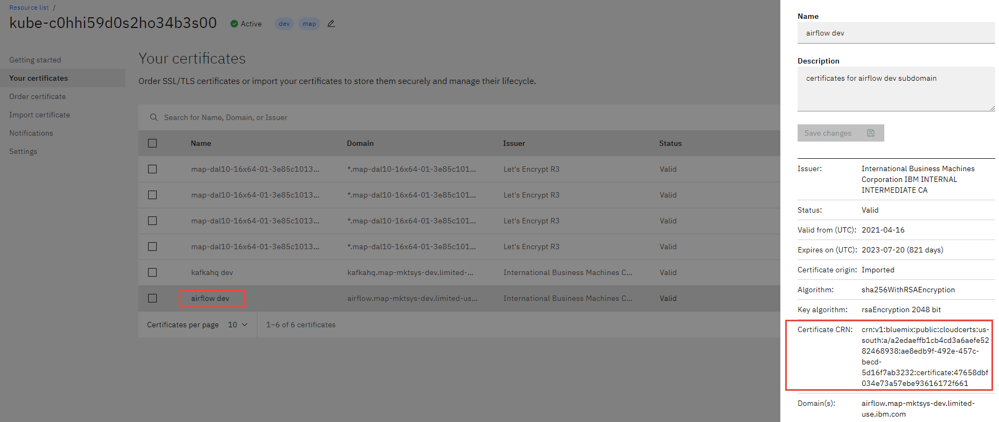 Resource list /
kube-c0hhi59d0s2ho34b3s00 Active dev map
Getting started
Your certificates
Order certificate
Import certificate
Notifications
Settings
Your certificates
Order SSL/TLS certificates or import your certificates to store them securely and manage their lifecycle.
Search for Name, Domain, or Issuer
Name Domain Issuer Status
map-dal10-16x64-01-3e85c1013... *.map-dal10-16x64-01-3e85c101... Let's Encrypt R3 Valid
map-dal10-16x64-01-3e85c1013... *.map-dal10-16x64-01-3e85c101... Let's Encrypt R3 Valid
map-dal10-16x64-01-3e85c1013... *.map-dal10-16x64-01-3e85c101... Let's Encrypt R3 Valid
map-dal10-16x64-01-3e85c1013... *.map-dal10-16x64-01-3e85c101... Let's Encrypt R3 Valid
kafkahq dev kafkahq.map-mktsys-dev.limited-... International Business Machines C... Valid
airflow dev airflow.map-mktsys-dev.limited-us... International Business Machines C... Valid
Certificates per page 10 1–6 of 6 certificates
Name
airflow dev
Description
certificates for airflow dev subdomain
Save changes
Issuer: International Business Machines
Corporation IBM INTERNAL
INTERMEDIATE CA
Status: Valid
Valid from (UTC): 2021-04-16
Expires on (UTC): 2023-07-20 (821 days)
Certificate origin: Imported
Algorithm: sha256WithRSAEncryption
Key algorithm: rsaEncryption 2048 bit
Certificate CRN: crn:v1:bluemix:public:cloudcerts:us-
south:a/a2edaeffb1cb4cd3a6aefe52
82468938:ae8edb9f-492e-457c-
becd-
5d16f7ab3232:certificate:47658dbf
034e73a57ebe93616172f661
Domain(s): airflow.map-mktsys-dev.limited-
use.ibm.com